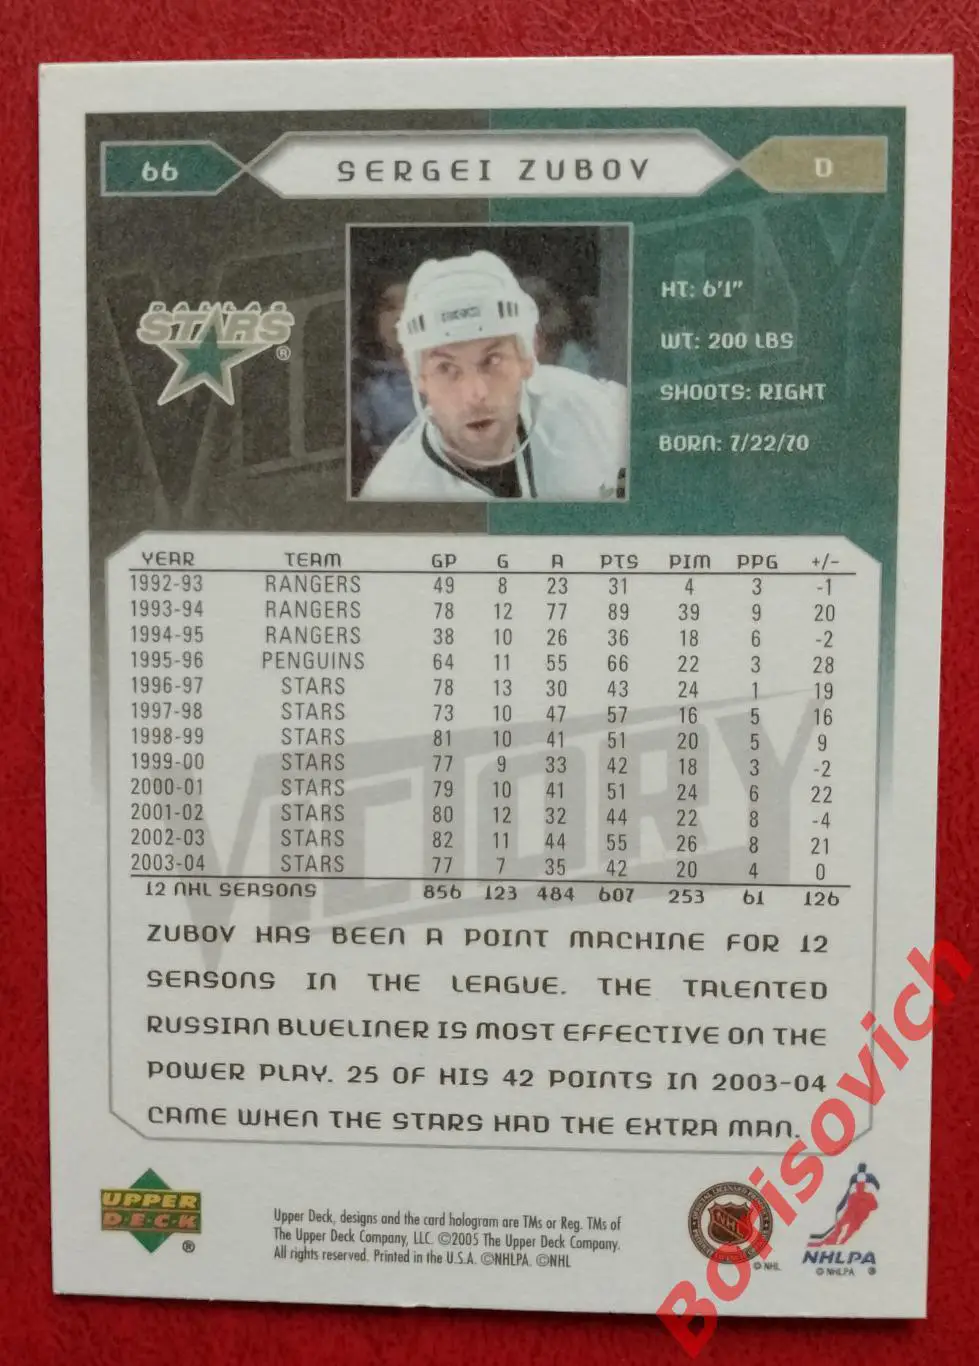 66 SERGEI ZUBOV D
DALLAS
STARS®
HT: 6'1"
WT: 200 LBS
SHOOTS: RIGHT
BORN: 7/22/70
VICTORY
YEAR TEAM GP G A PTS PIM PPG +/-
1992-93 RANGERS 49 8 23 31 4 3 -1
1993-94 RANGERS 78 12 77 89 39 9 20
1994-95 RANGERS 38 10 26 36 18 6 -2
1995-96 PENGUINS 64 11 55 66 22 3 28
1996-97 STARS 78 13 30 43 24 1 19
1997-98 STARS 73 10 47 57 16 5 16
1998-99 STARS 81 10 41 51 20 5 9
1999-00 STARS 77 9 33 42 18 3 -2
2000-01 STARS 79 10 41 51 24 6 22
2001-02 STARS 80 12 32 44 22 8 -4
2002-03 STARS 82 11 44 55 26 8 21
2003-04 STARS 77 7 35 42 20 4 0
12 NHL SEASONS 856 123 484 607 253 61 126
VICTORY
ZUBOV HAS BEEN A POINT MACHINE FOR 12
SEASONS IN THE LEAGUE. THE TALENTED
RUSSIAN BLUELINER IS MOST EFFECTIVE ON THE
POWER PLAY. 25 OF HIS 42 POINTS IN 2003-04
CAME WHEN THE STARS HAD THE EXTRA MAN.
UPPER
DECK®
Upper Deck, designs and the card hologram are TMs or Reg. TMs of
The Upper Deck Company, LLC. ©2005 The Upper Deck Company.
All rights reserved. Printed in the U.S.A. ©NHLPA. ©NHL
NHL
© NHL
NHLPA
© NHLPA ®
Borisovich